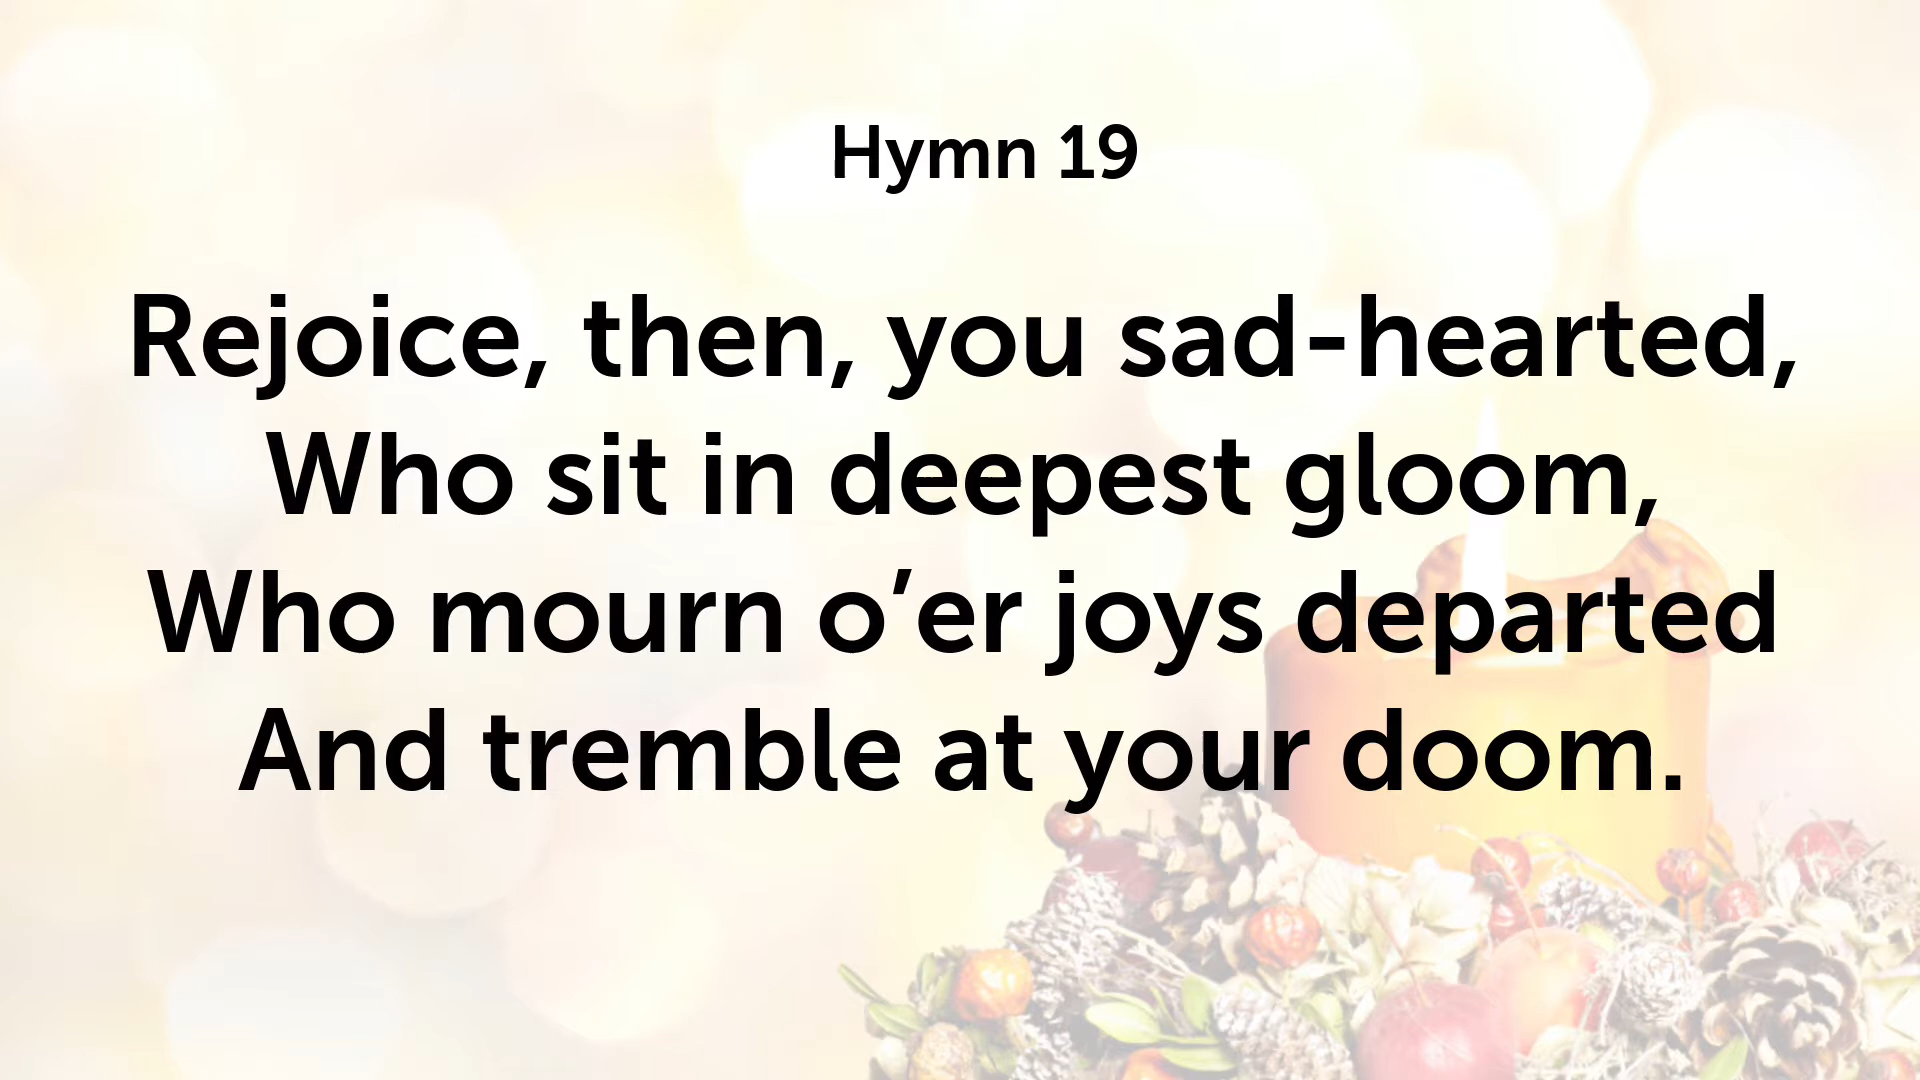 Hymn 19
Rejoice, then, you sad-hearted,
Who sit in deepest gloom,
Who mourn o’er joys departed
And tremble at your doom.